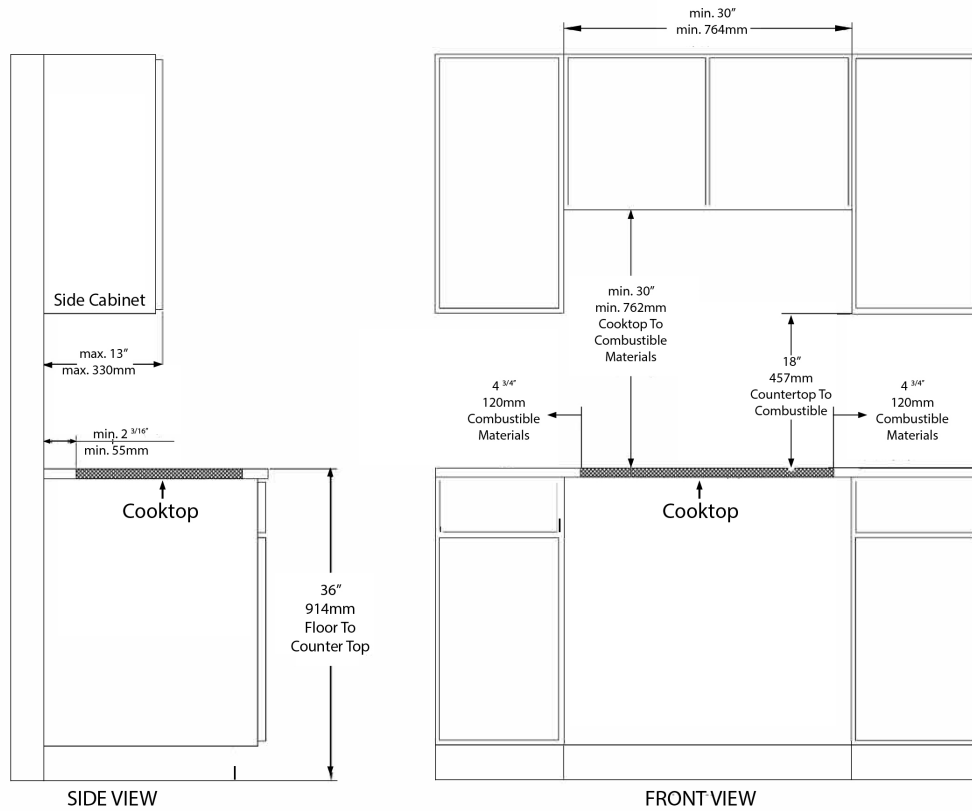 min. 30"
min. 764mm
Side Cabinet
max. 13"
max. 330mm
min. 2 3/16"
min. 55mm
Cooktop
36"
914mm
Floor To
Counter Top
SIDE VIEW
min. 30"
min. 762mm
Cooktop To
Combustible
Materials
18"
457mm
Countertop To
Combustible
4 3/4"
120mm
Combustible
Materials
4 3/4"
120mm
Combustible
Materials
Cooktop
FRONT VIEW